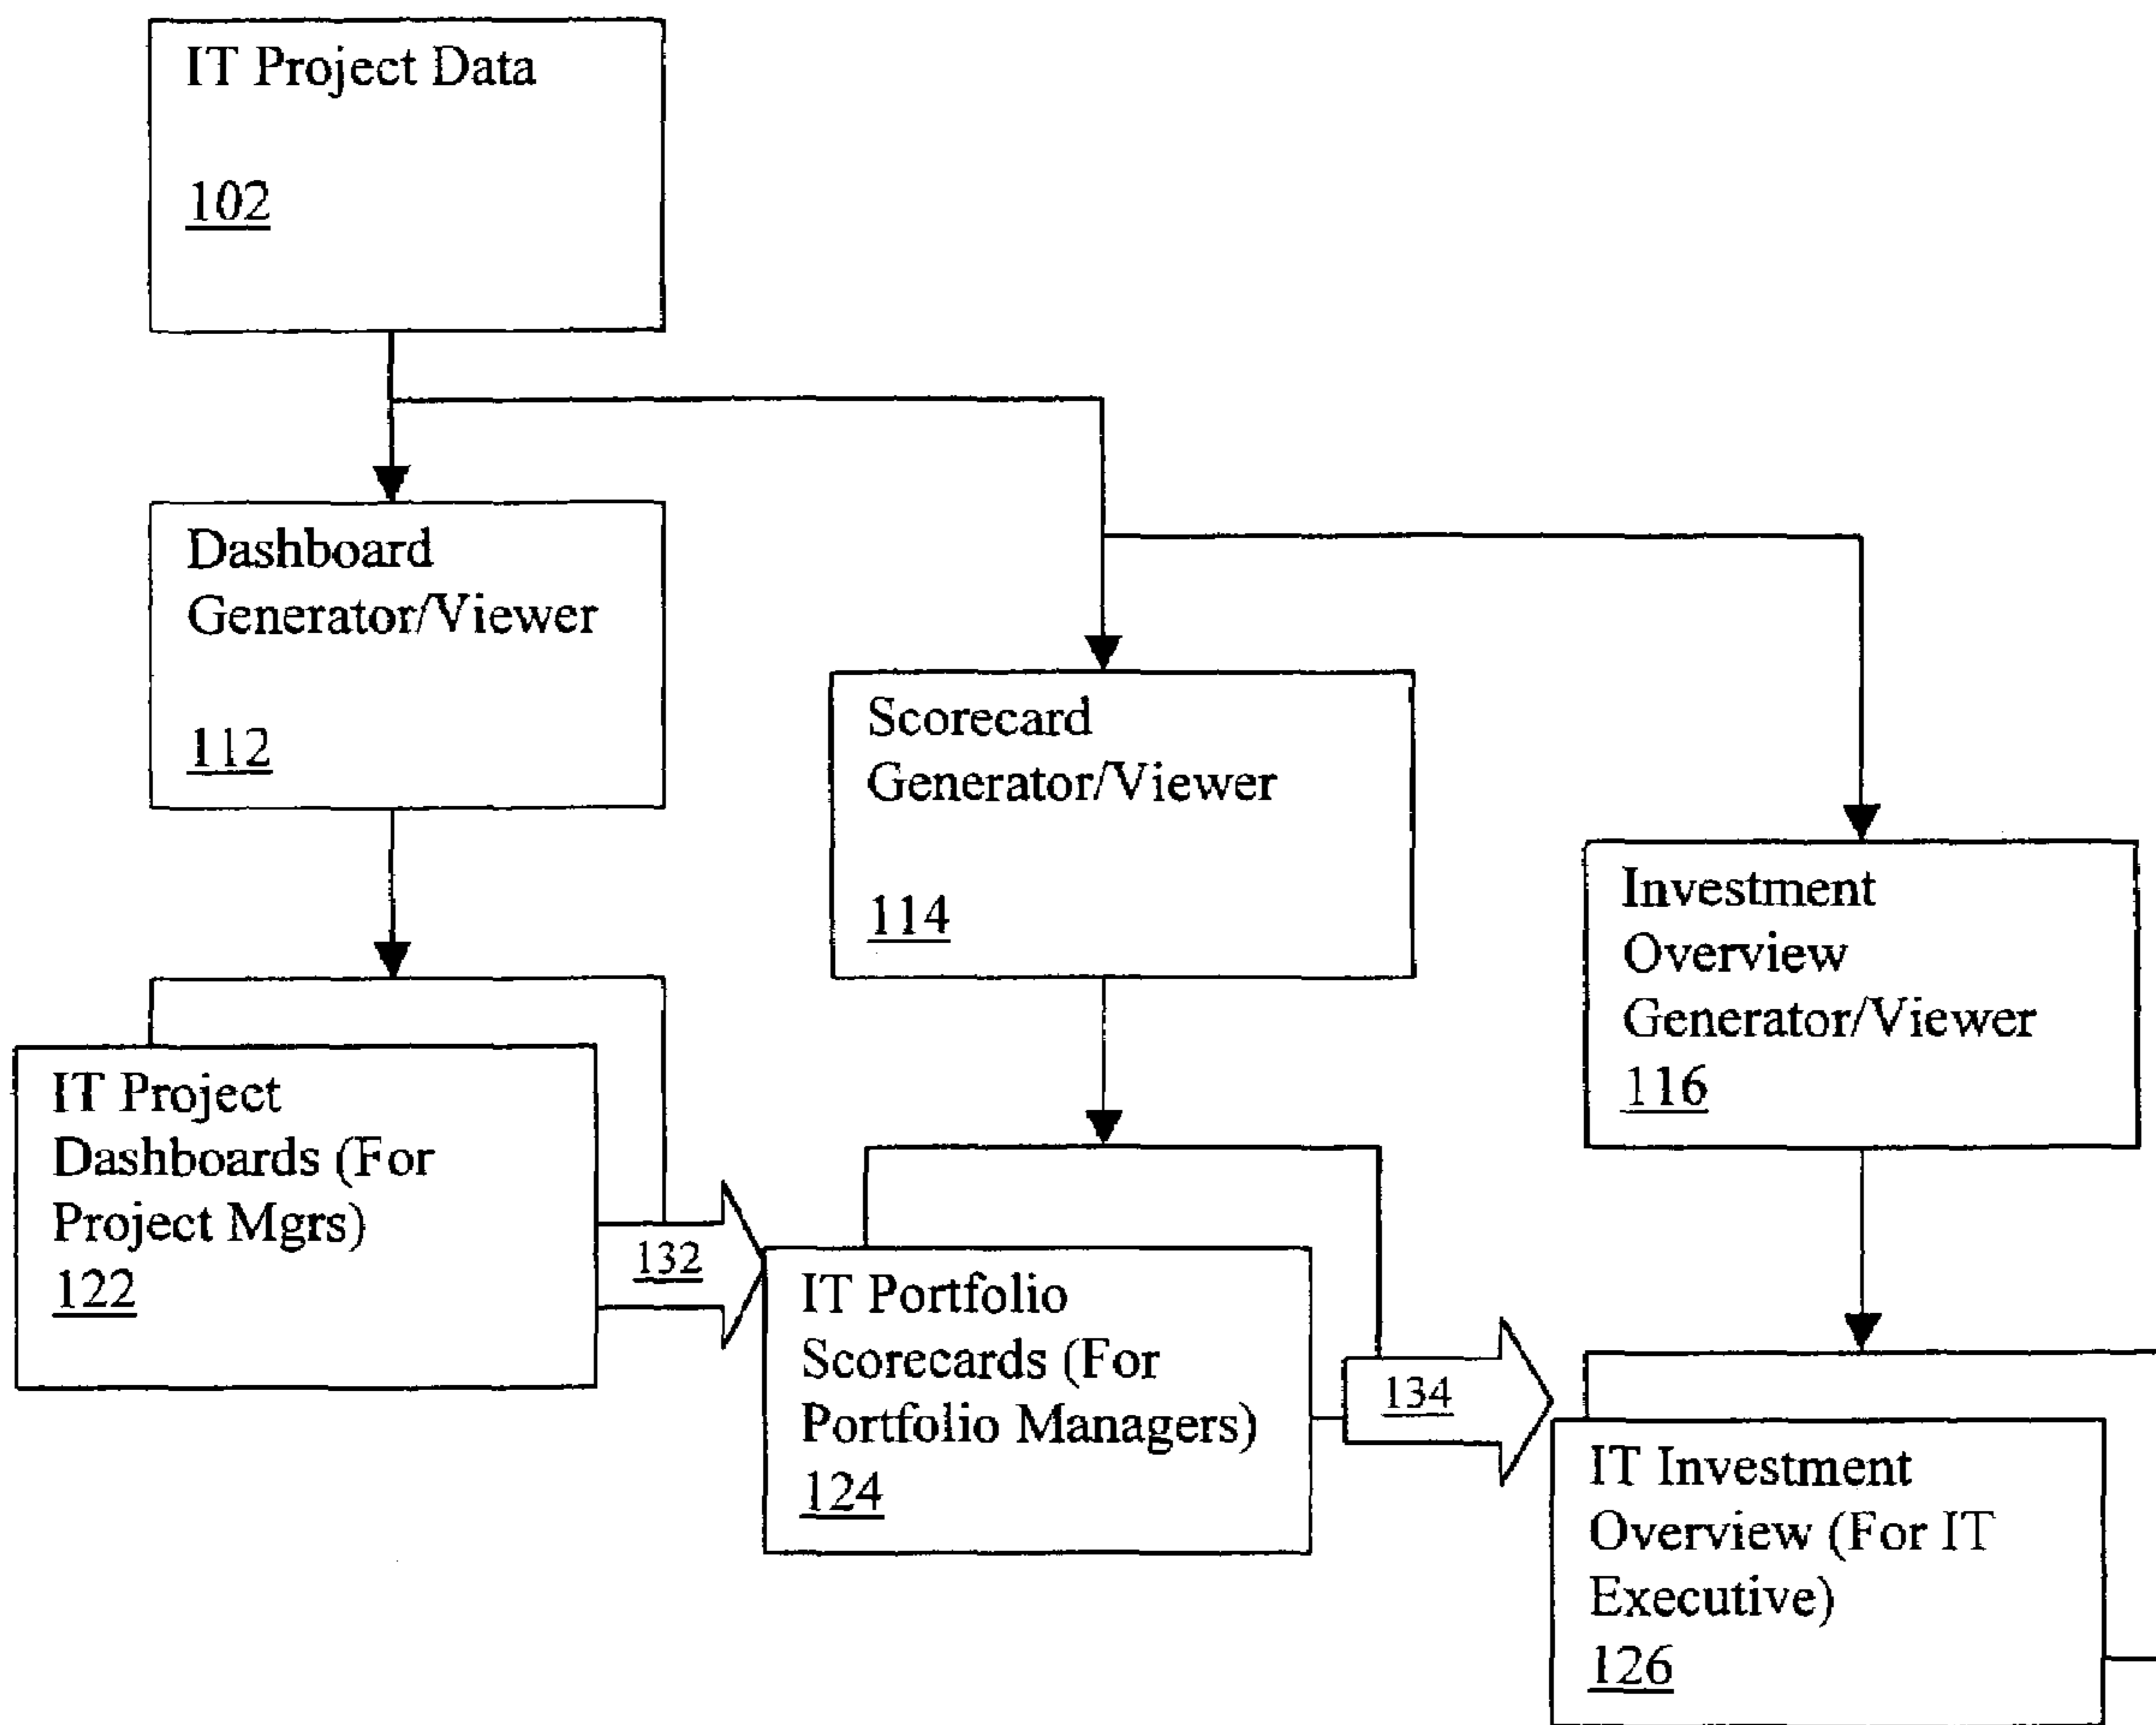 IT Project Data
102
Dashboard
Generator/Viewer
112
Scorecard
Generator/Viewer
114
Investment
Overview
Generator/Viewer
116
IT Project
Dashboards (For
Project Mgrs)
122
132
IT Portfolio
Scorecards (For
Portfolio Managers)
124
134
IT Investment
Overview (For IT
Executive)
126